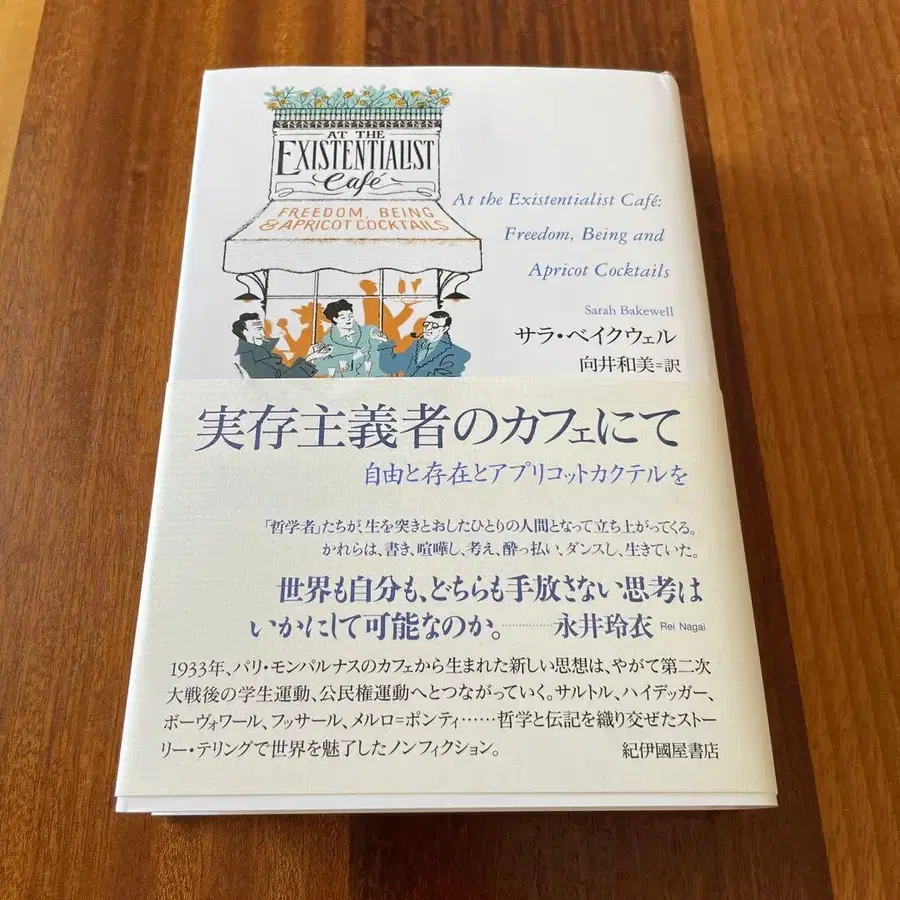 AT THE
EXISTENTIALIST
Café
FREEDOM, BEING
& APRICOT COCKTAILS
At the Existentialist Café:
Freedom, Being and
Apricot Cocktails
Sarah Bakewell
サラ・ベイクウェル
向井和美=訳
実存主義者のカフェにて
自由と存在とアプリコットカクテルを
「哲学者」たちが、生を突きとおしたひとりの人間となって立ち上がってくる。
かれらは、書き、喧嘩し、考え、酔っ払い、ダンスし、生きていた。
世界も自分も、どちらも手放さない思考は
いかにして可能なのか。…………永井玲衣 Rei Nagai
1933年、パリ・モンパルナスのカフェから生まれた新しい思想は、やがて第二次
大戦後の学生運動、公民権運動へとつながっていく。サルトル、ハイデッガー、
ボーヴォワール、フッサール、メルロ=ポンティ……哲学と伝記を織り交ぜたストー
リー・テリングで世界を魅了したノンフィクション。
紀伊國屋書店